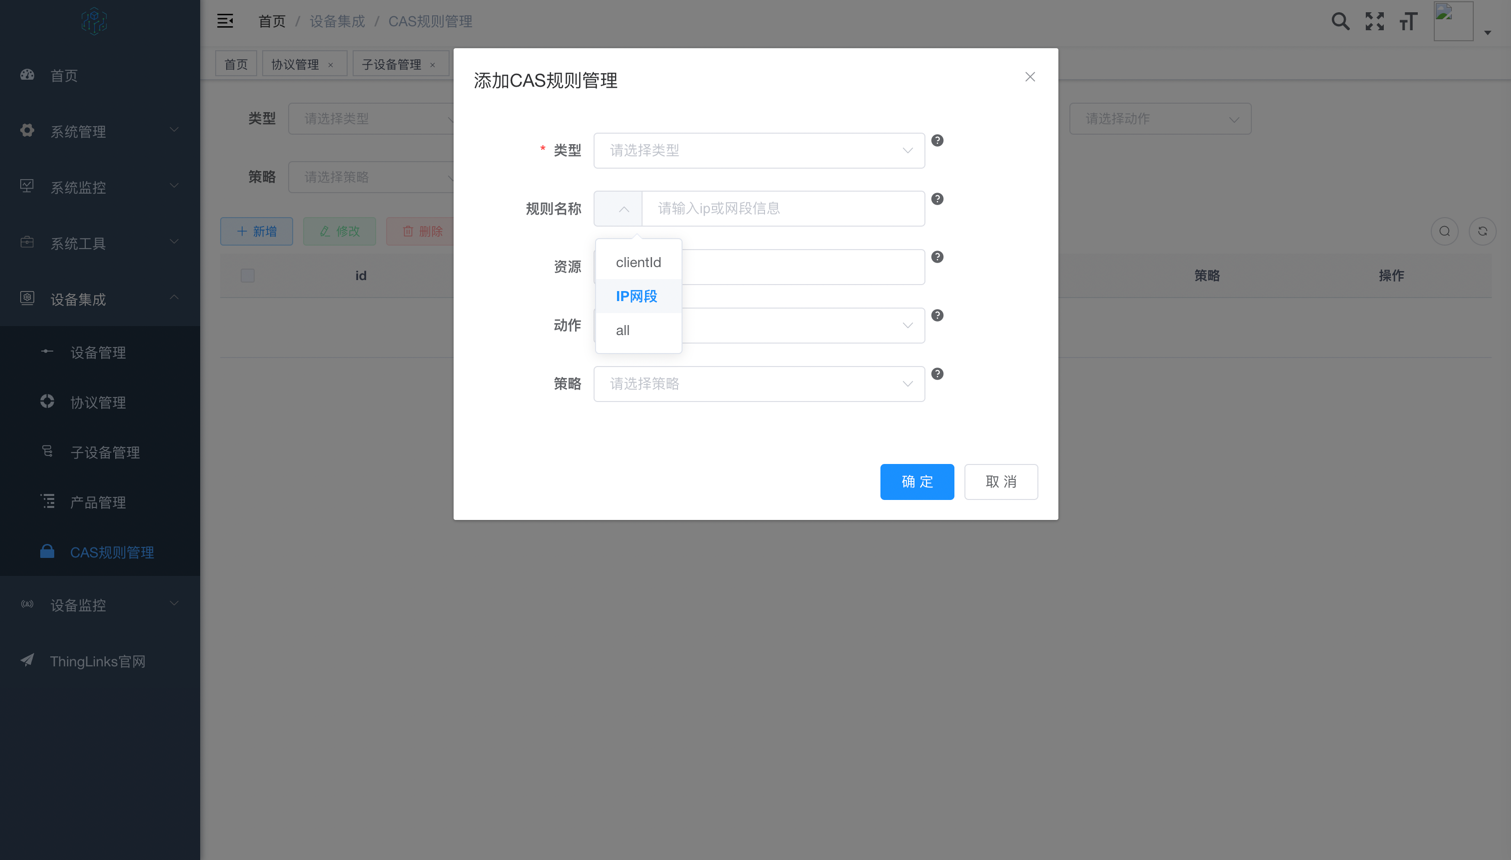 首页 / 设备集成 / CAS规则管理
首页
协议管理 ×
子设备管理 ×
首页
系统管理
系统监控
系统工具
设备集成
设备管理
协议管理
子设备管理
产品管理
CAS规则管理
设备监控
ThingLinks官网
类型 请选择类型
请选择动作
策略 请选择策略
+ 新增
修改
删除
id
策略
操作
添加CAS规则管理
* 类型 请选择类型
规则名称 请输入ip或网段信息
clientId
IP网段
all
资源
动作
策略 请选择策略
确 定
取 消